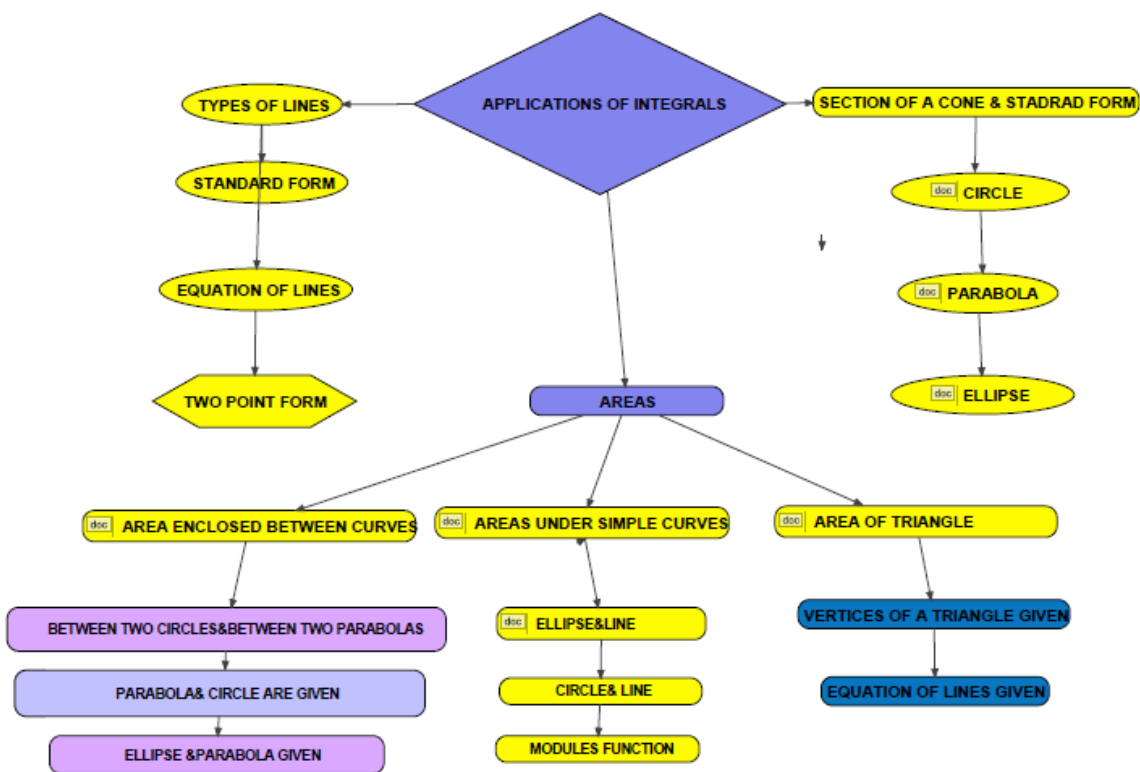 APPLICATIONS OF INTEGRALS
TYPES OF LINES
STANDARD FORM
EQUATION OF LINES
TWO POINT FORM
SECTION OF A CONE & STADRAD FORM
doc CIRCLE
doc PARABOLA
doc ELLIPSE
AREAS
doc AREA ENCLOSED BETWEEN CURVES
BETWEEN TWO CIRCLES&BETWEEN TWO PARABOLAS
PARABOLA& CIRCLE ARE GIVEN
ELLIPSE &PARABOLA GIVEN
doc AREAS UNDER SIMPLE CURVES
doc ELLIPSE&LINE
CIRCLE& LINE
MODULES FUNCTION
doc AREA OF TRIANGLE
VERTICES OF A TRIANGLE GIVEN
EQUATION OF LINES GIVEN